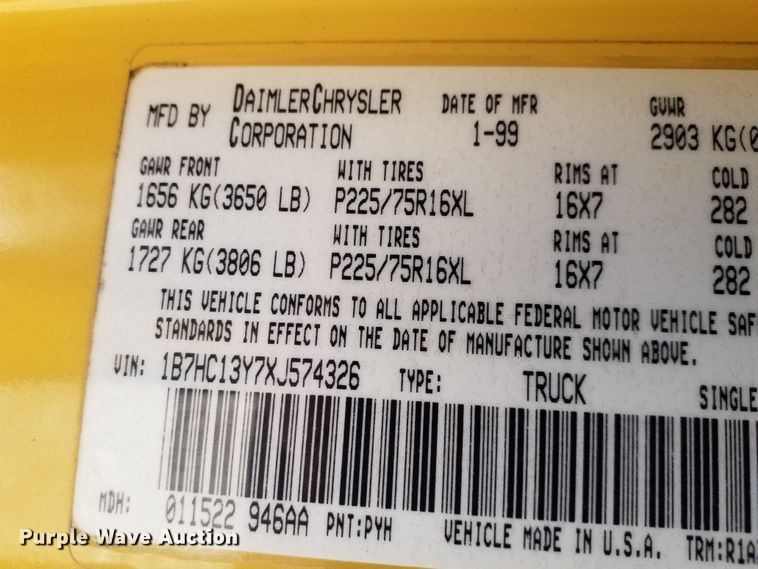 MFD BY DAIMLERCHRYSLER CORPORATION DATE OF MFR 1-99 GVWR 2903 KG(
GAWR FRONT WITH TIRES RIMS AT COLD
1656 KG(3650 LB) P225/75R16XL 16X7 282
GAWR REAR WITH TIRES RIMS AT COLD
1727 KG(3806 LB) P225/75R16XL 16X7 282
THIS VEHICLE CONFORMS TO ALL APPLICABLE FEDERAL MOTOR VEHICLE SAF
STANDARDS IN EFFECT ON THE DATE OF MANUFACTURE SHOWN ABOVE.
VIN: 1B7HC13Y7XJ574326 TYPE: TRUCK SINGLE
MDH: 011522 946AA PNT:PYH VEHICLE MADE IN U.S.A. TRM:R1A
Purple Wave Auction